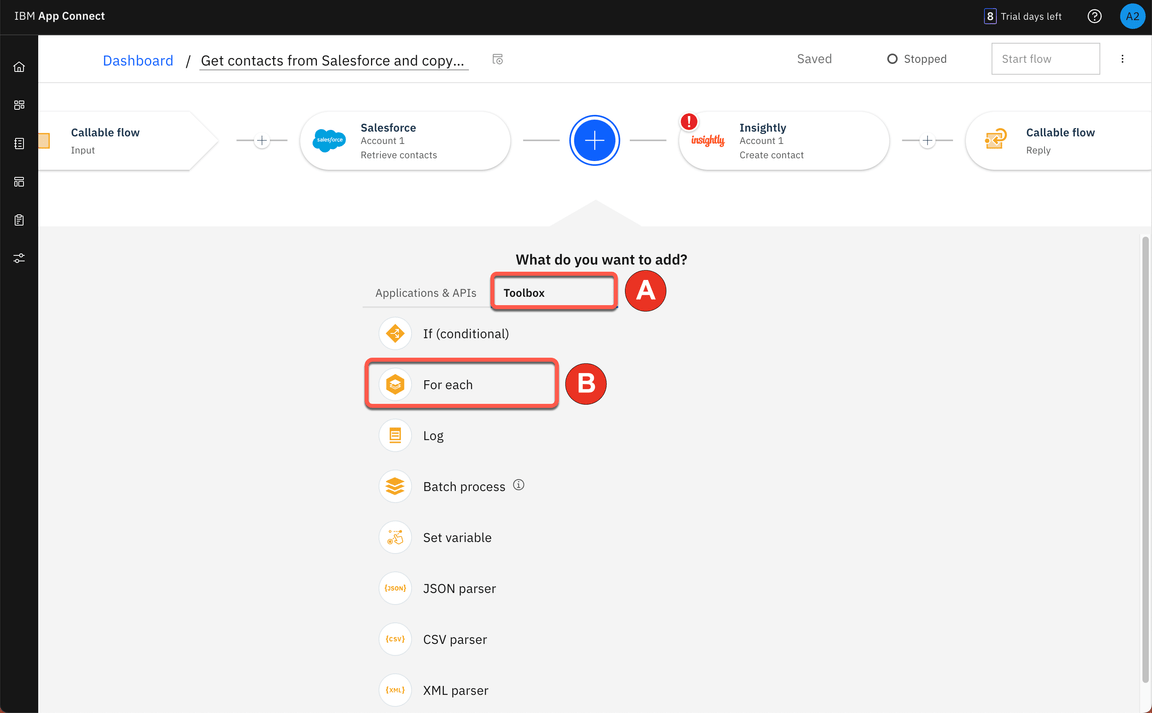 IBM App Connect
8 Trial days left
A2
Dashboard / Get contacts from Salesforce and copy...
Saved
Stopped
Start flow
Callable flow
Input
salesforce
Salesforce
Account 1
Retrieve contacts
!
insightly
Insightly
Account 1
Create contact
Callable flow
Reply
What do you want to add?
Applications & APIs
Toolbox
A
If (conditional)
For each
B
Log
Batch process
Set variable
{JSON}
JSON parser
{CSV}
CSV parser
{XML}
XML parser